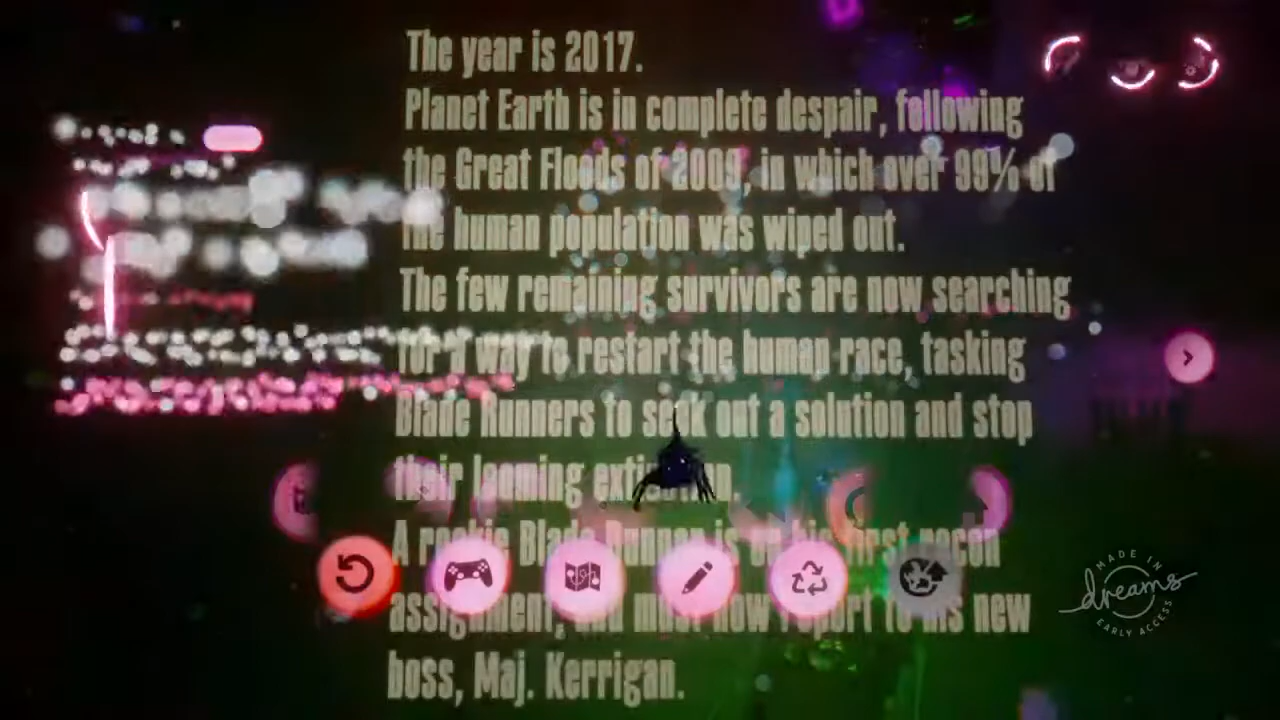 The year is 2017.
Planet Earth is in complete despair, following
the Great Floods of 2009, in which over 99% of
the human population was wiped out.
The few remaining survivors are now searching
for a way to restart the human race, tasking
Blade Runners to seek out a solution and stop
their looming extinction.
A rookie Blade Runner is on his first recon
assignment, and must now report to his new
boss, Maj. Kerrigan.
MADE IN
dreams
EARLY ACCESS